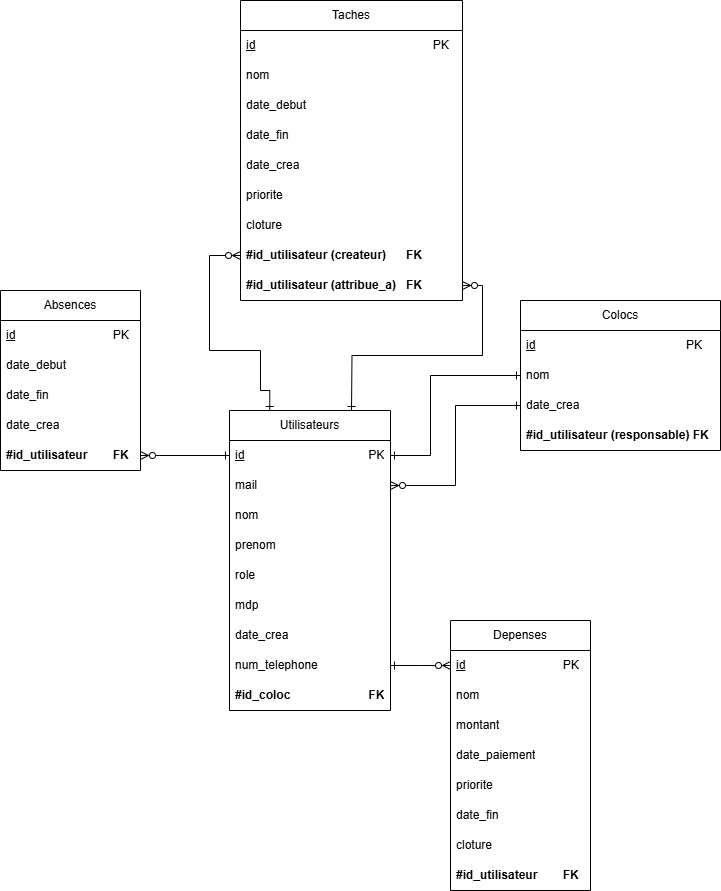 Taches
id PK
nom
date_debut
date_fin
date_crea
priorite
cloture
#id_utilisateur (createur) FK
#id_utilisateur (attribue_a) FK
Absences
id PK
date_debut
date_fin
date_crea
#id_utilisateur FK
Colocs
id PK
nom
date_crea
#id_utilisateur (responsable) FK
Utilisateurs
id PK
mail
nom
prenom
role
mdp
date_crea
num_telephone
#id_coloc FK
Depenses
id PK
nom
montant
date_paiement
priorite
date_fin
cloture
#id_utilisateur FK